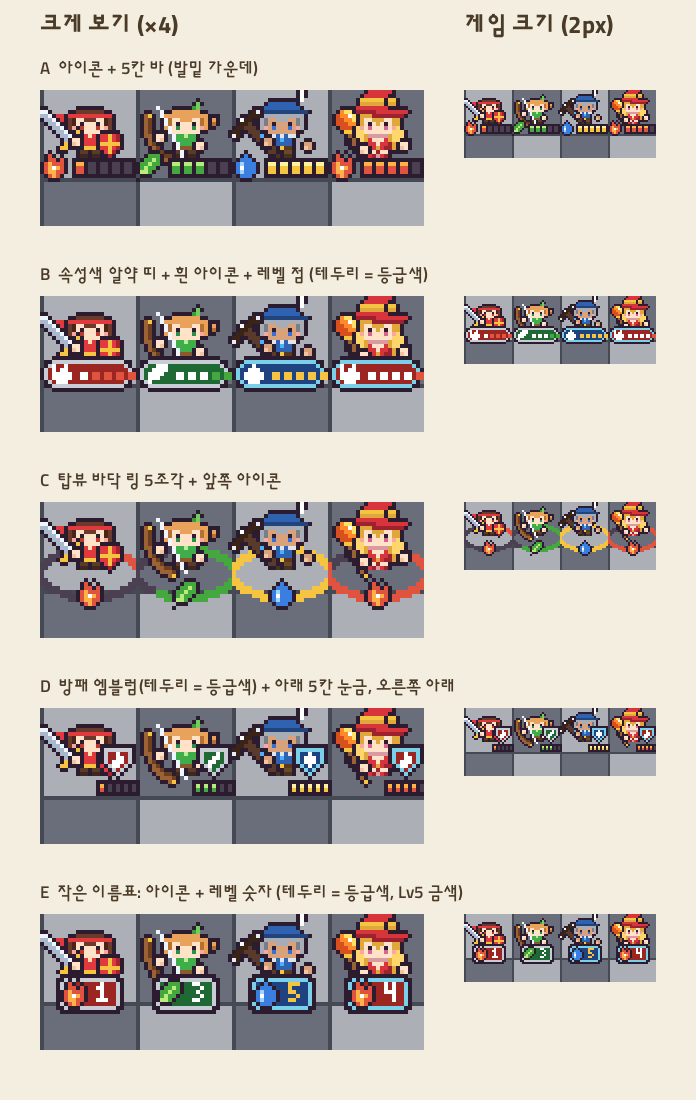 크게 보기 (×4)
게임 크기 (2px)
A 아이콘 + 5칸 바 (발밑 가운데)
B 속성색 알약 띠 + 흰 아이콘 + 레벨 점 (테두리 = 등급색)
C 탑뷰 바닥 링 5조각 + 앞쪽 아이콘
D 방패 엠블럼(테두리 = 등급색) + 아래 5칸 눈금, 오른쪽 아래
E 작은 이름표: 아이콘 + 레벨 숫자 (테두리 = 등급색, Lv5 금색)
1 3 5 4
1 3 5 4